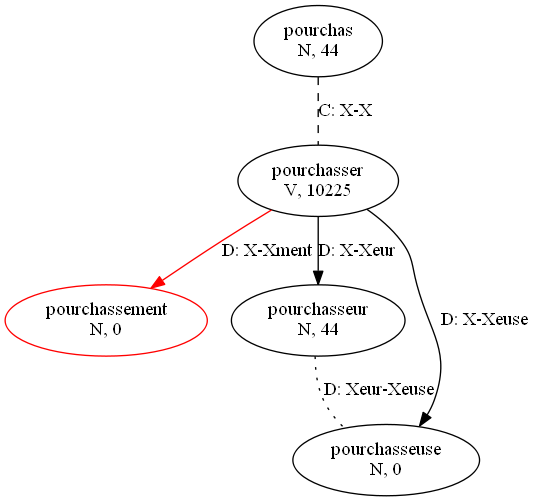 pourchas
N, 44
C: X-X
pourchasser
V, 10225
D: X-Xment
D: X-Xeur
pourchassement
N, 0
pourchasseur
N, 44
D: X-Xeuse
D: Xeur-Xeuse
pourchasseuse
N, 0